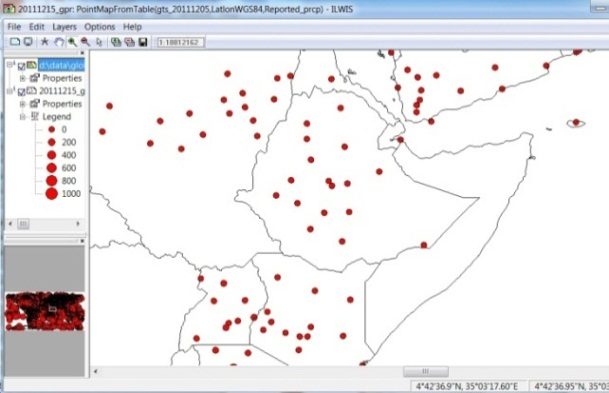 20111215_gpr: PointMapFromTable(gts_20111205,LatlonWGS84,Reported_prcp) - ILWIS
File Edit Layers Options Help
1:18812162
d:\data\glo
Properties
20111215_g
Properties
Legend
0
200
400
600
800
1000
4°42'36.9"N, 35°03'17.60"E
4°42'36.95"N, 35°03